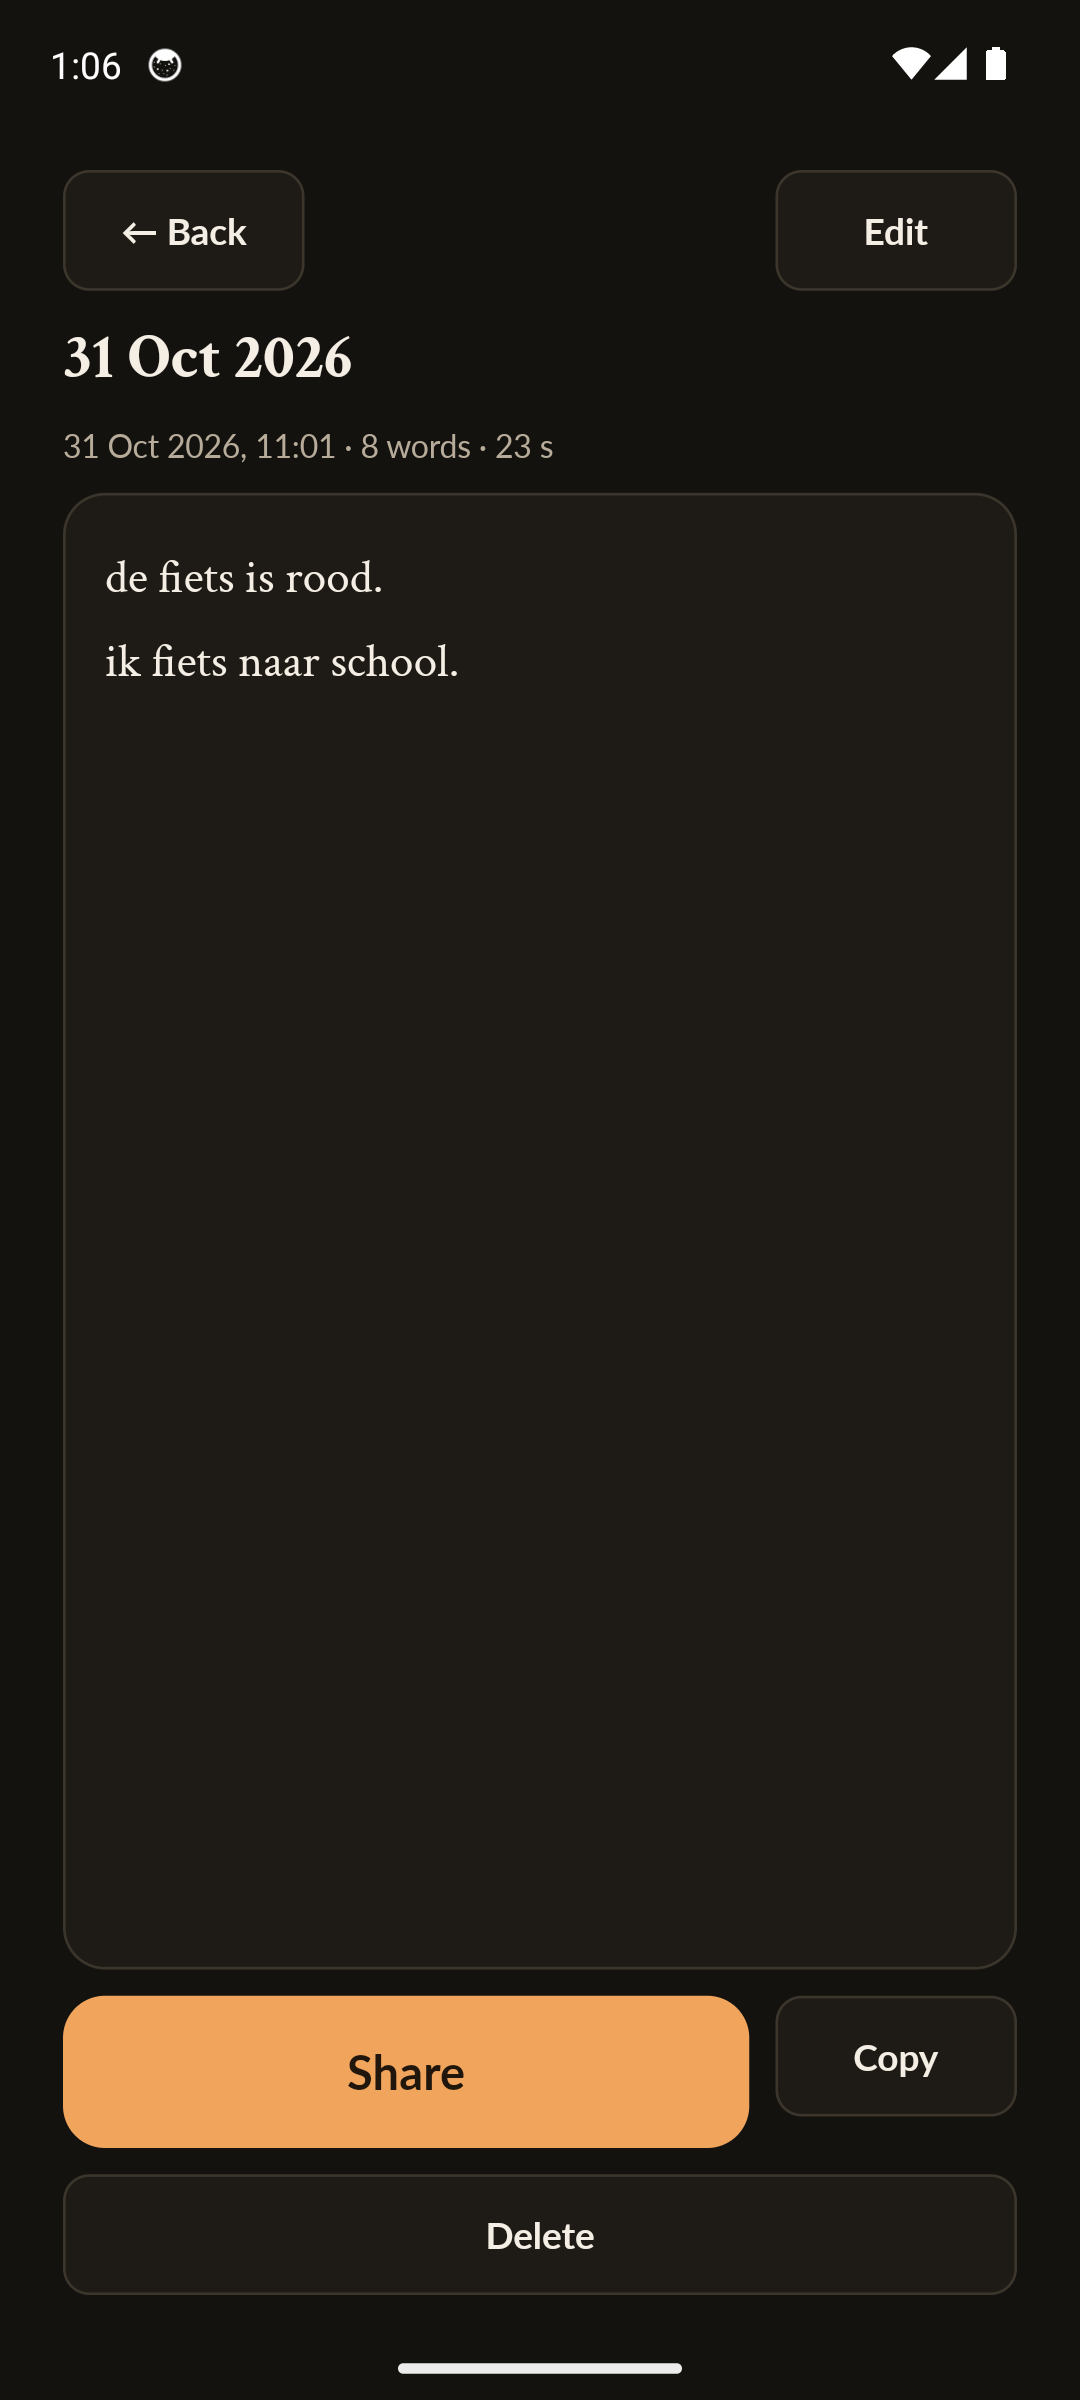 1:06
← Back
Edit
31 Oct 2026
31 Oct 2026, 11:01 · 8 words · 23 s
de fiets is rood.
ik fiets naar school.
Share
Copy
Delete